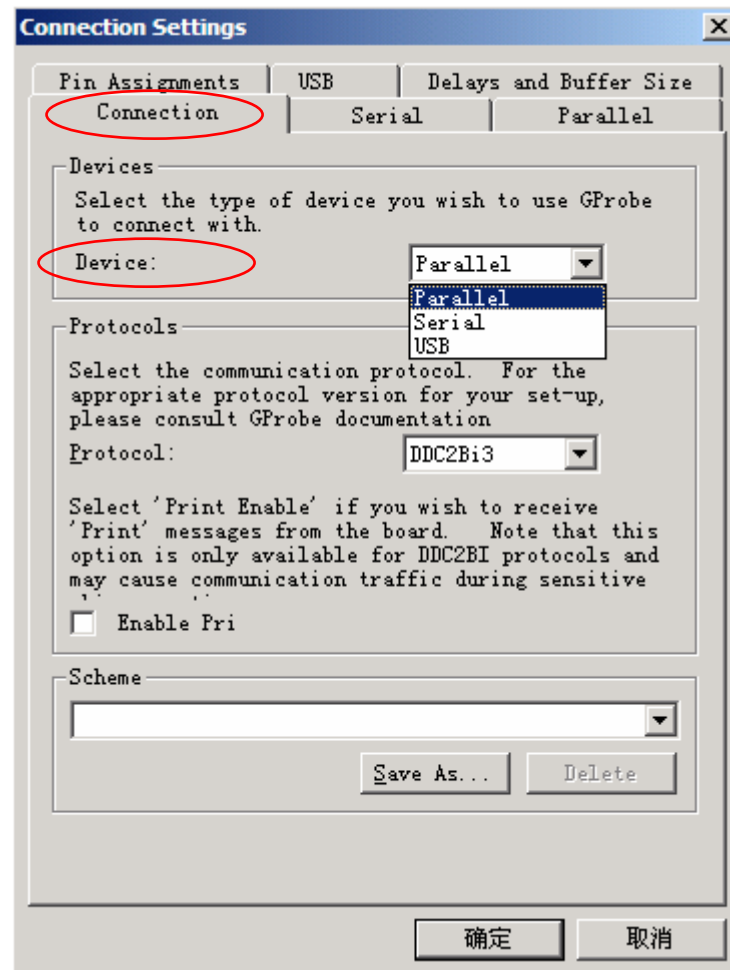 Connection Settings
Pin Assignments USB Delays and Buffer Size
Connection Serial Parallel
Devices
Select the type of device you wish to use GProbe
to connect with.
Device: Parallel
Parallel
Serial
USB
Protocols
Select the communication protocol. For the
appropriate protocol version for your set-up,
please consult GProbe documentation
Protocol: DDC2Bi3
Select 'Print Enable' if you wish to receive
'Print' messages from the board. Note that this
option is only available for DDC2BI protocols and
may cause communication traffic during sensitive
Enable Pri
Scheme
Save As... Delete
确定 取消